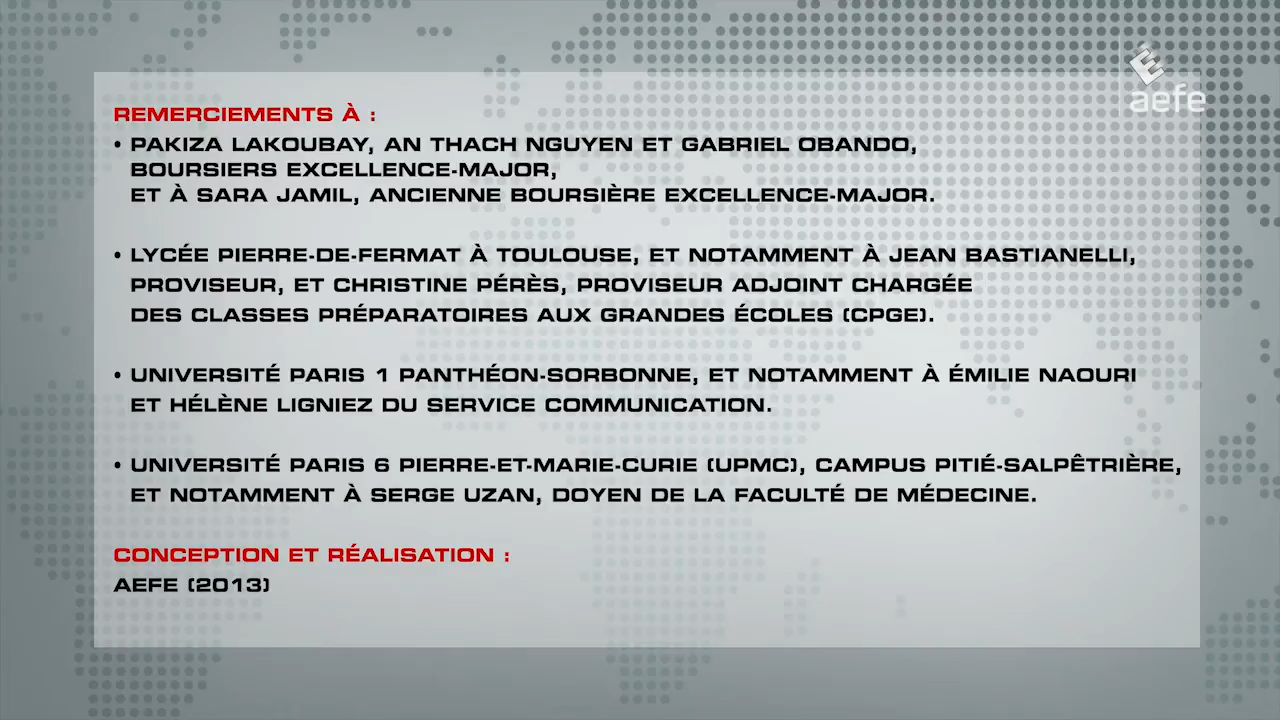 aefe
REMERCIEMENTS À :
• PAKIZA LAKOUBAY, AN THACH NGUYEN ET GABRIEL OBANDO,
BOURSIERS EXCELLENCE-MAJOR,
ET À SARA JAMIL, ANCIENNE BOURSIÈRE EXCELLENCE-MAJOR.
• LYCÉE PIERRE-DE-FERMAT À TOULOUSE, ET NOTAMMENT À JEAN BASTIANELLI,
PROVISEUR, ET CHRISTINE PÉRÈS, PROVISEUR ADJOINT CHARGÉE
DES CLASSES PRÉPARATOIRES AUX GRANDES ÉCOLES (CPGE).
• UNIVERSITÉ PARIS 1 PANTHÉON-SORBONNE, ET NOTAMMENT À ÉMILIE NAOURI
ET HÉLÈNE LIGNIEZ DU SERVICE COMMUNICATION.
• UNIVERSITÉ PARIS 6 PIERRE-ET-MARIE-CURIE (UPMC), CAMPUS PITIÉ-SALPÊTRIÈRE,
ET NOTAMMENT À SERGE UZAN, DOYEN DE LA FACULTÉ DE MÉDECINE.
CONCEPTION ET RÉALISATION :
AEFE (2013)